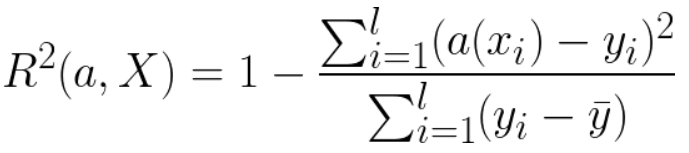 R^2(a, X) = 1 - \frac{\sum_{i=1}^{l}(a(x_i) - y_i)^2}{\sum_{i=1}^{l}(y_i - \bar{y})}